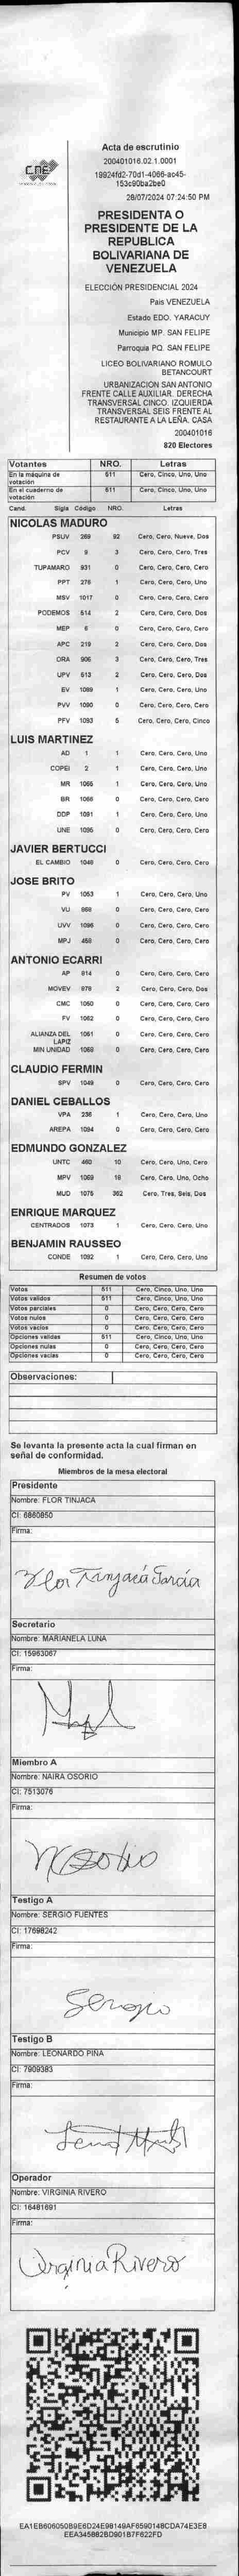 CNE
Acta de escrutinio
200401016.02.1.0001
19924fd2-70d1-4066-ac45-
153c90ba2be0
28/07/2024 07:24:50 PM
PRESIDENTA O
PRESIDENTE DE LA
REPUBLICA
BOLIVARIANA DE
VENEZUELA
ELECCIÓN PRESIDENCIAL 2024
Pais VENEZUELA
Estado EDO. YARACUY
Municipio MP. SAN FELIPE
Parroquia PQ. SAN FELIPE
LICEO BOLIVARIANO ROMULO
BETANCOURT
URBANIZACIÓN SAN ANTONIO
FRENTE CALLE AUXILIAR. DERECHA
TRANSVERSAL CINCO. IZQUIERDA
TRANSVERSAL SEIS FRENTE AL
RESTAURANTE A LA LEÑA. CASA
200401016
820 Electores
Votantes NRO. Letras
En la máquina de votación 511 Cero, Cinco, Uno, Uno
En el cuaderno de votación 511 Cero, Cinco, Uno, Uno
Cand. Sigla Código NRO. Letras
NICOLAS MADURO
PSUV 269 92 Cero, Cero, Nueve, Dos
PCV 9 3 Cero, Cero, Cero, Tres
TUPAMARO 931 0 Cero, Cero, Cero, Cero
PPT 276 1 Cero, Cero, Cero, Uno
MSV 1017 0 Cero, Cero, Cero, Cero
PODEMOS 514 2 Cero, Cero, Cero, Dos
MEP 6 0 Cero, Cero, Cero, Cero
APC 219 2 Cero, Cero, Cero, Dos
ORA 906 3 Cero, Cero, Cero, Tres
UPV 513 2 Cero, Cero, Cero, Dos
EV 1089 1 Cero, Cero, Cero, Uno
PVV 1090 0 Cero, Cero, Cero, Cero
PFV 1093 5 Cero, Cero, Cero, Cinco
LUIS MARTINEZ
AD 1 1 Cero, Cero, Cero, Uno
COPEI 2 1 Cero, Cero, Cero, Uno
MR 1065 1 Cero, Cero, Cero, Uno
BR 1066 0 Cero, Cero, Cero, Cero
DDP 1091 1 Cero, Cero, Cero, Uno
UNE 1095 0 Cero, Cero, Cero, Cero
JAVIER BERTUCCI
EL CAMBIO 1048 0 Cero, Cero, Cero, Cero
JOSE BRITO
PV 1053 1 Cero, Cero, Cero, Uno
VU 868 0 Cero, Cero, Cero, Cero
UVV 1096 0 Cero, Cero, Cero, Cero
MPJ 458 0 Cero, Cero, Cero, Cero
ANTONIO ECARRI
AP 814 0 Cero, Cero, Cero, Cero
MOVEV 879 2 Cero, Cero, Cero, Dos
CMC 1050 0 Cero, Cero, Cero, Cero
FV 1052 0 Cero, Cero, Cero, Cero
ALIANZA DEL LAPIZ 1051 0 Cero, Cero, Cero, Cero
MIN UNIDAD 1068 0 Cero, Cero, Cero, Cero
CLAUDIO FERMIN
SPV 1049 0 Cero, Cero, Cero, Cero
DANIEL CEBALLOS
VPA 236 1 Cero, Cero, Cero, Uno
AREPA 1094 0 Cero, Cero, Cero, Cero
EDMUNDO GONZALEZ
UNTC 460 10 Cero, Cero, Uno, Cero
MPV 1069 18 Cero, Cero, Uno, Ocho
MUD 1075 362 Cero, Tres, Seis, Dos
ENRIQUE MARQUEZ
CENTRADOS 1073 1 Cero, Cero, Cero, Uno
BENJAMIN RAUSSEO
CONDE 1092 1 Cero, Cero, Cero, Uno
Resumen de votos
Votos 511 Cero, Cinco, Uno, Uno
Votos validos 511 Cero, Cinco, Uno, Uno
Votos parciales 0 Cero, Cero, Cero, Cero
Votos nulos 0 Cero, Cero, Cero, Cero
Votos vacios 0 Cero, Cero, Cero, Cero
Opciones validas 511 Cero, Cinco, Uno, Uno
Opciones nulas 0 Cero, Cero, Cero, Cero
Opciones vacias 0 Cero, Cero, Cero, Cero
Observaciones:
Se levanta la presente acta la cual firman en
señal de conformidad.
Miembros de la mesa electoral
Presidente
Nombre: FLOR TINJACA
CI: 6860850
Firma:
Flor Tinjacá García
Secretario
Nombre: MARIANELA LUNA
CI: 15963067
Firma:
Miembro A
Nombre: NAIRA OSORIO
CI: 7513076
Firma:
NOsorio
Testigo A
Nombre: SERGIO FUENTES
CI: 17698242
Firma:
Sergio
Testigo B
Nombre: LEONARDO PIÑA
CI: 7909383
Firma:
Operador
Nombre: VIRGINIA RIVERO
CI: 16481691
Firma:
Virginia Rivero
EA1EB606050B9E6D24E98149AF6590148CDA74E3E8
EEA345882BD901B7F622FD